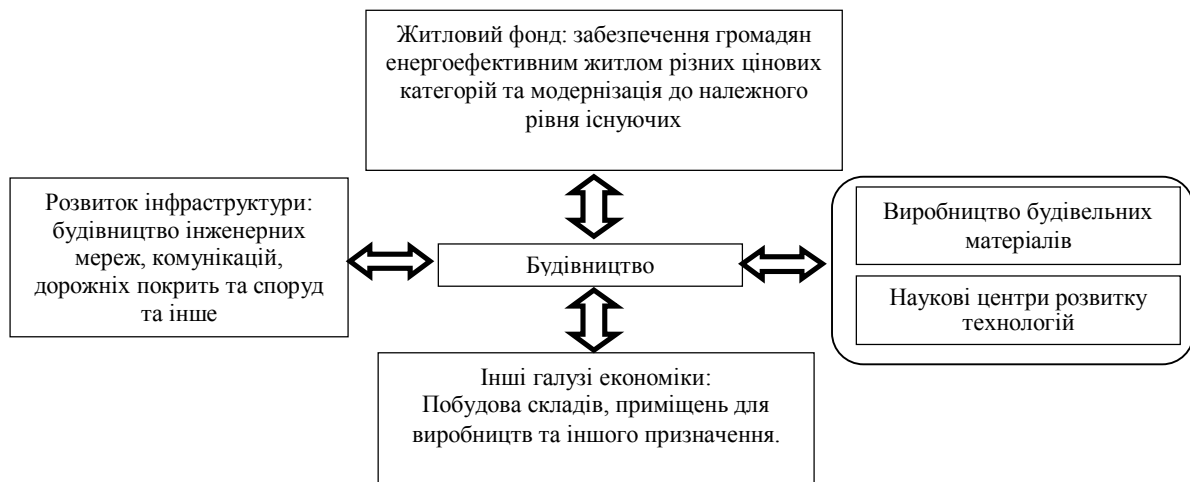 Житловий фонд: забезпечення громадян
енергоефективним житлом різних цінових
категорій та модернізація до належного
рівня існуючих
Розвиток інфраструктури:
будівництво інженерних
мереж, комунікацій,
дорожніх покрить та споруд
та інше
Будівництво
Виробництво будівельних
матеріалів
Наукові центри розвитку
технологій
Інші галузі економіки:
Побудова складів, приміщень для
виробництв та іншого призначення.